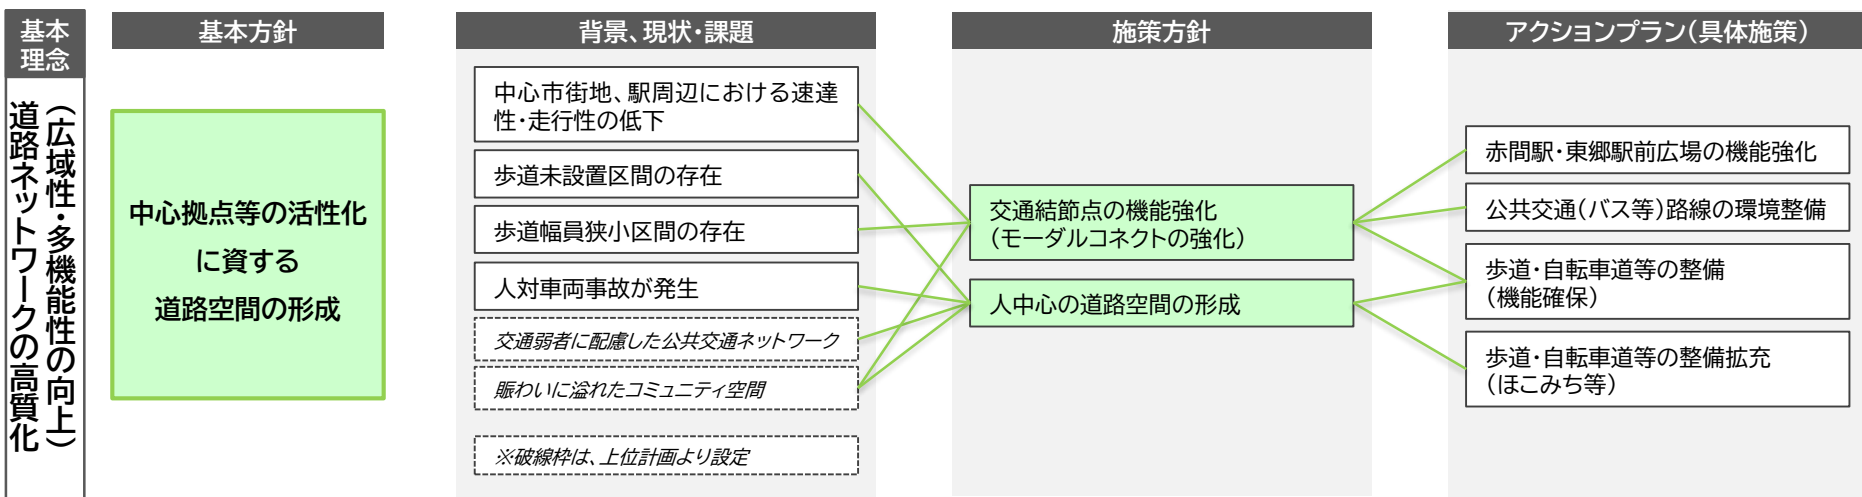 基本
理念
道路ネットワークの高質化
（広域性・多機能性の向上）
基本方針
中心拠点等の活性化
に資する
道路空間の形成
背景、現状・課題
中心市街地、駅周辺における速達
性・走行性の低下
歩道未設置区間の存在
歩道幅員狭小区間の存在
人対車両事故が発生
交通弱者に配慮した公共交通ネットワーク
賑わいに溢れたコミュニティ空間
※破線枠は、上位計画より設定
施策方針
交通結節点の機能強化
（モーダルコネクトの強化）
人中心の道路空間の形成
アクションプラン（具体施策）
赤間駅・東郷駅前広場の機能強化
公共交通（バス等）路線の環境整備
歩道・自転車道等の整備
（機能確保）
歩道・自転車道等の整備拡充
（ほこみち等）